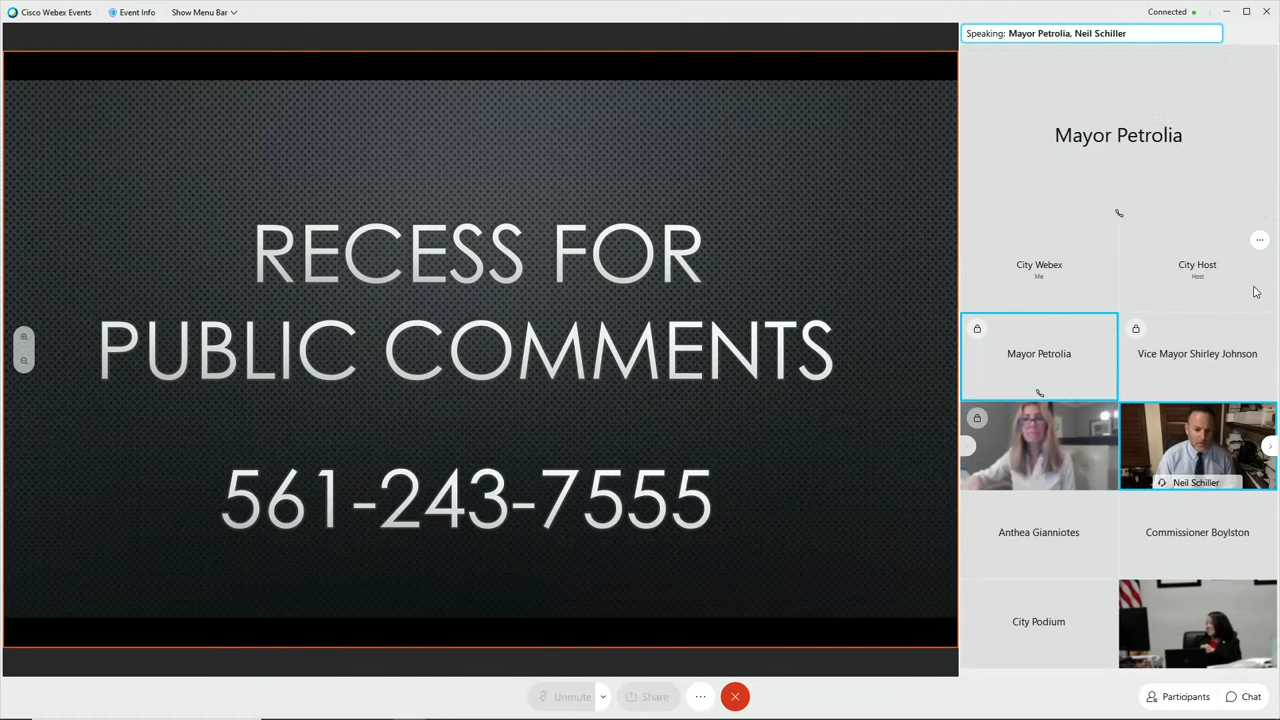 Cisco Webex Events
Event Info
Show Menu Bar
Connected
Speaking: Mayor Petrolia, Neil Schiller
Mayor Petrolia
RECESS FOR
PUBLIC COMMENTS
561-243-7555
City Webex
Me
City Host
Host
Mayor Petrolia
Vice Mayor Shirley Johnson
Neil Schiller
Anthea Gianniotes
Commissioner Boylston
City Podium
Unmute
Share
Participants
Chat